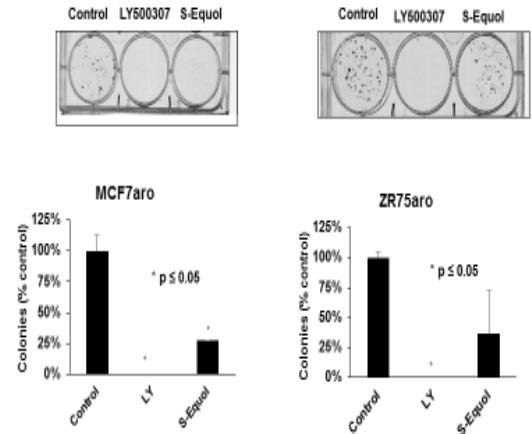 Control LY500307 S-Equol
Control LY500307 S-Equol
MCF7aro
125%
100%
75%
50%
25%
0%
Colonies (% control)
* p ≤ 0.05
*
*
Control
LY
S-Equol
ZR75aro
125%
100%
75%
50%
25%
0%
Colonies (% control)
* p ≤ 0.05
*
Control
LY
S-Equol